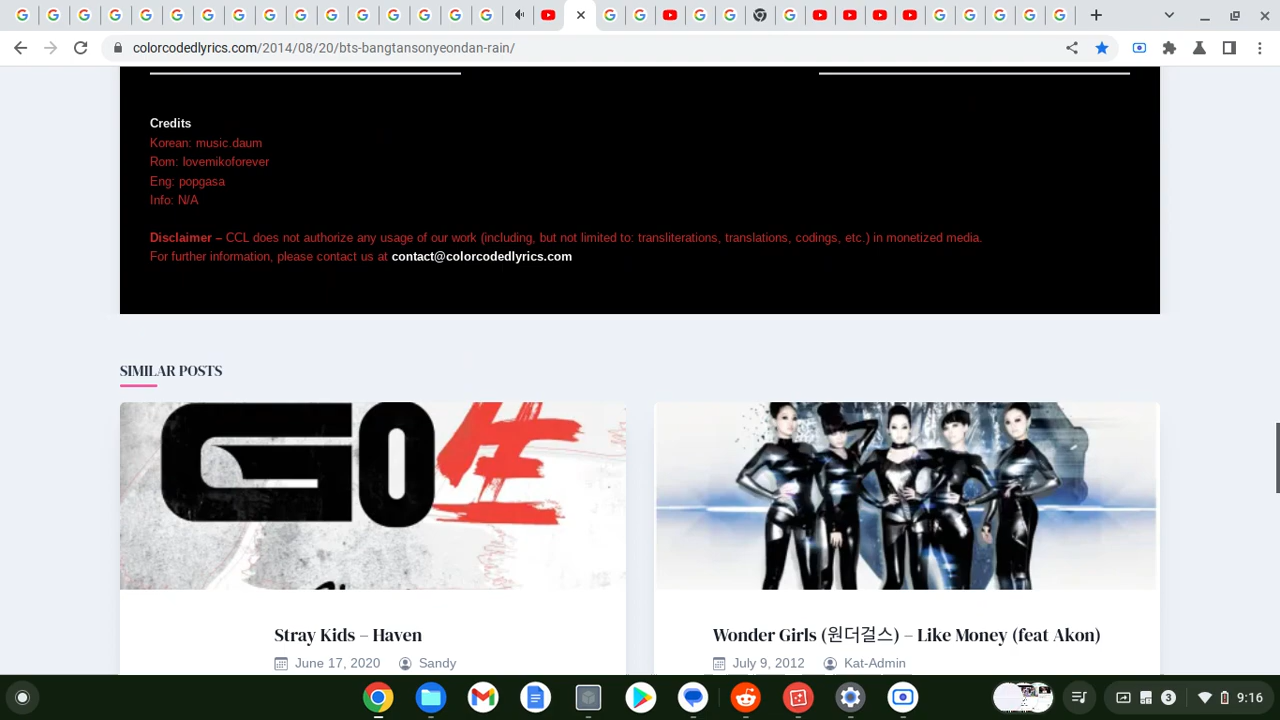 colorcodedlyrics.com/2014/08/20/bts-bangtansonyeondan-rain/
Credits
Korean: music.daum
Rom: lovemikoforever
Eng: popgasa
Info: N/A
Disclaimer – CCL does not authorize any usage of our work (including, but not limited to: transliterations, translations, codings, etc.) in monetized media.
For further information, please contact us at contact@colorcodedlyrics.com
SIMILAR POSTS
GO生
Stray Kids – Haven
June 17, 2020 Sandy
Wonder Girls (원더걸스) – Like Money (feat Akon)
July 9, 2012 Kat-Admin
3 9:16